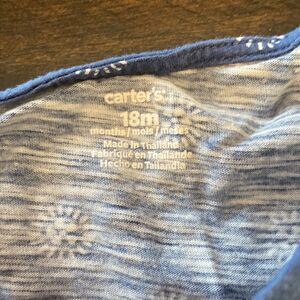 carter's
18m
months/mois/meses
Made in Thailand
Fabriqué en Thaïlande
Hecho en Tailandia